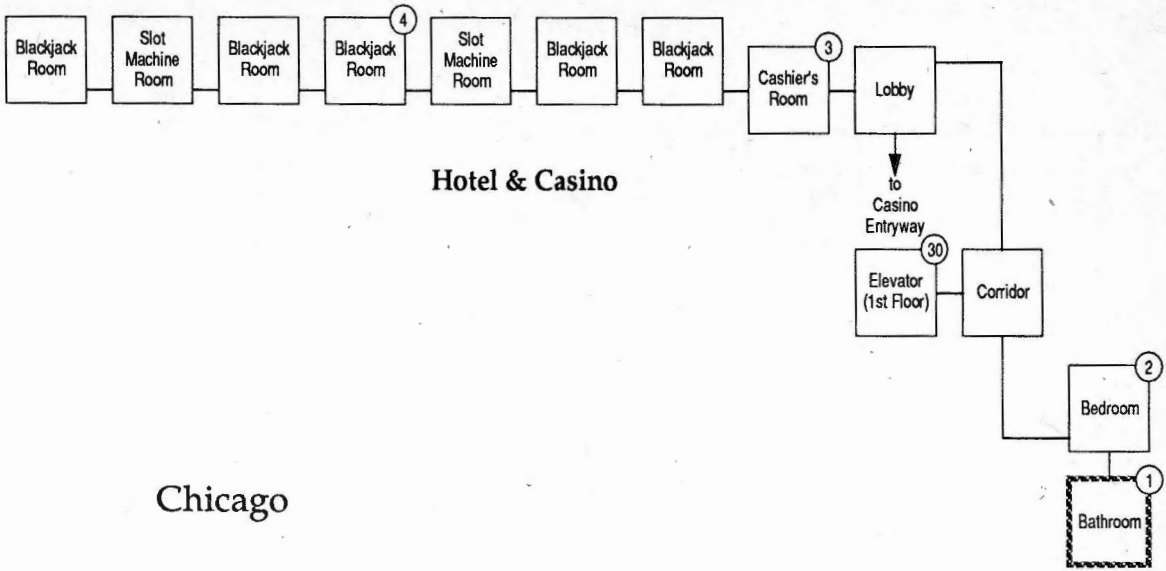 4
3
Blackjack
Room
Slot
Machine
Room
Blackjack
Room
Blackjack
Room
Slot
Machine
Room
Blackjack
Room
Blackjack
Room
Cashier's
Room
Lobby
Hotel & Casino
to
Casino
Entryway
30
Elevator
(1st Floor)
Corridor
2
Bedroom
1
Bathroom
Chicago